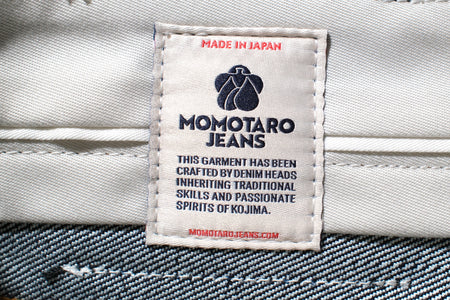 MADE IN JAPAN
MOMOTARO
JEANS
THIS GARMENT HAS BEEN
CRAFTED BY DENIM HEADS
INHERITING TRADITIONAL
SKILLS AND PASSIONATE
SPIRITS OF KOJIMA.
MOMOTAROJEANS.COM